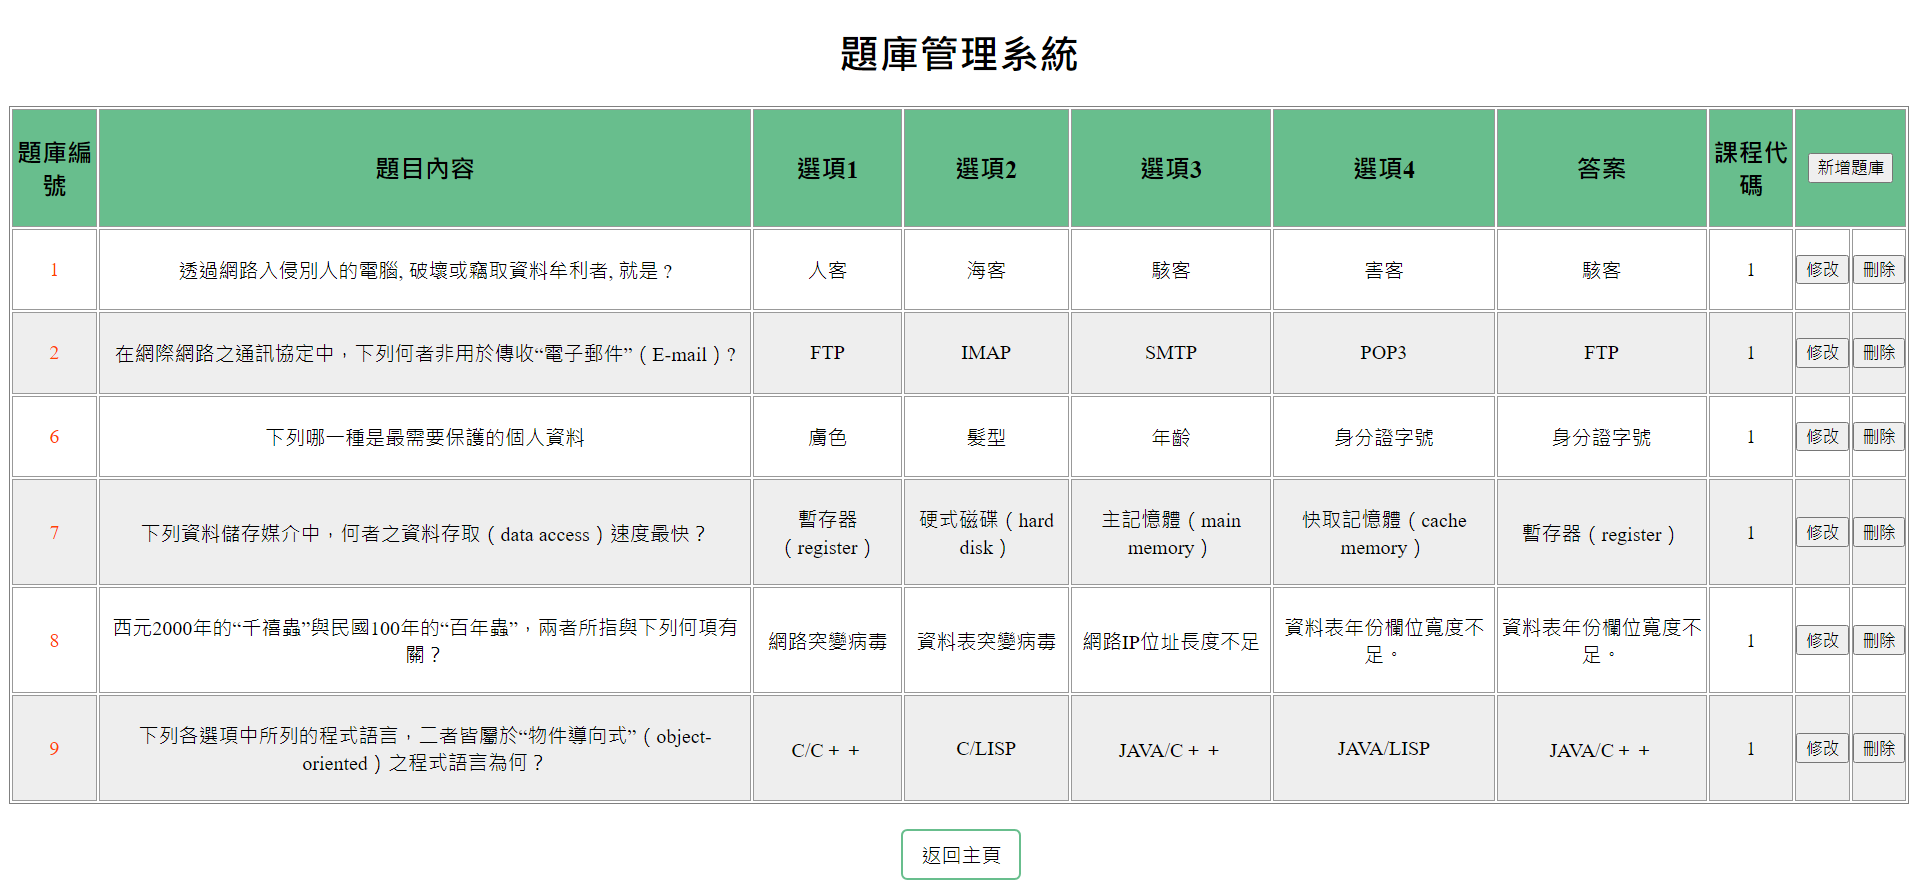 題庫管理系統
題庫編號 題目內容 選項1 選項2 選項3 選項4 答案 課程代碼 新增題庫
1 透過網路入侵別人的電腦, 破壞或竊取資料牟利者, 就是 ? 人客 海客 駭客 害客 駭客 1 修改 刪除
2 在網際網路之通訊協定中，下列何者非用於傳收“電子郵件”（E-mail）? FTP IMAP SMTP POP3 FTP 1 修改 刪除
6 下列哪一種是最需要保護的個人資料 膚色 髮型 年齡 身分證字號 身分證字號 1 修改 刪除
7 下列資料儲存媒介中，何者之資料存取（data access）速度最快？ 暫存器（register） 硬式磁碟（hard disk） 主記憶體（main memory） 快取記憶體（cache memory） 暫存器（register） 1 修改 刪除
8 西元2000年的“千禧蟲”與民國100年的“百年蟲”，兩者所指與下列何項有關？ 網路突變病毒 資料表突變病毒 網路IP位址長度不足 資料表年份欄位寬度不足。 資料表年份欄位寬度不足。 1 修改 刪除
9 下列各選項中所列的程式語言，二者皆屬於“物件導向式”（object-oriented）之程式語言為何？ C/C＋＋ C/LISP JAVA/C＋＋ JAVA/LISP JAVA/C＋＋ 1 修改 刪除
返回主頁